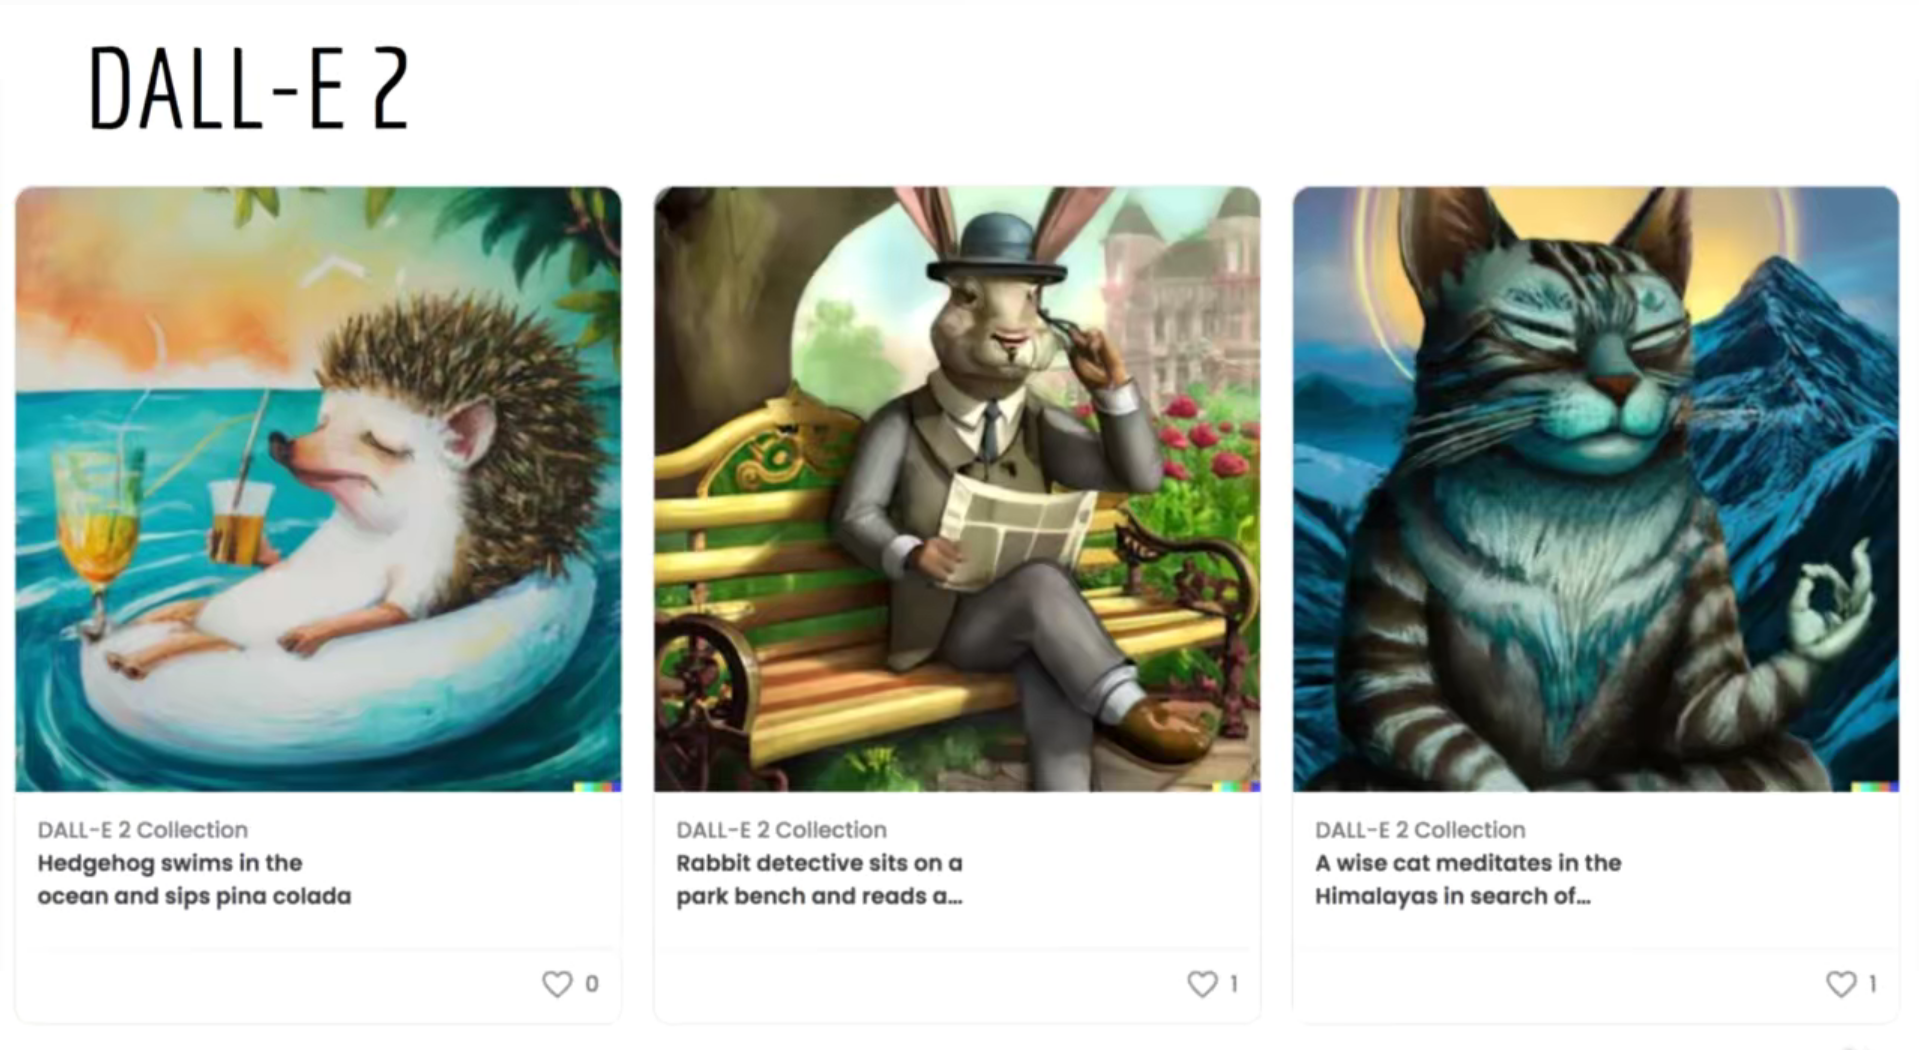 DALL-E 2
DALL-E 2 Collection
Hedgehog swims in the
ocean and sips pina colada
0
DALL-E 2 Collection
Rabbit detective sits on a
park bench and reads a...
1
DALL-E 2 Collection
A wise cat meditates in the
Himalayas in search of...
1